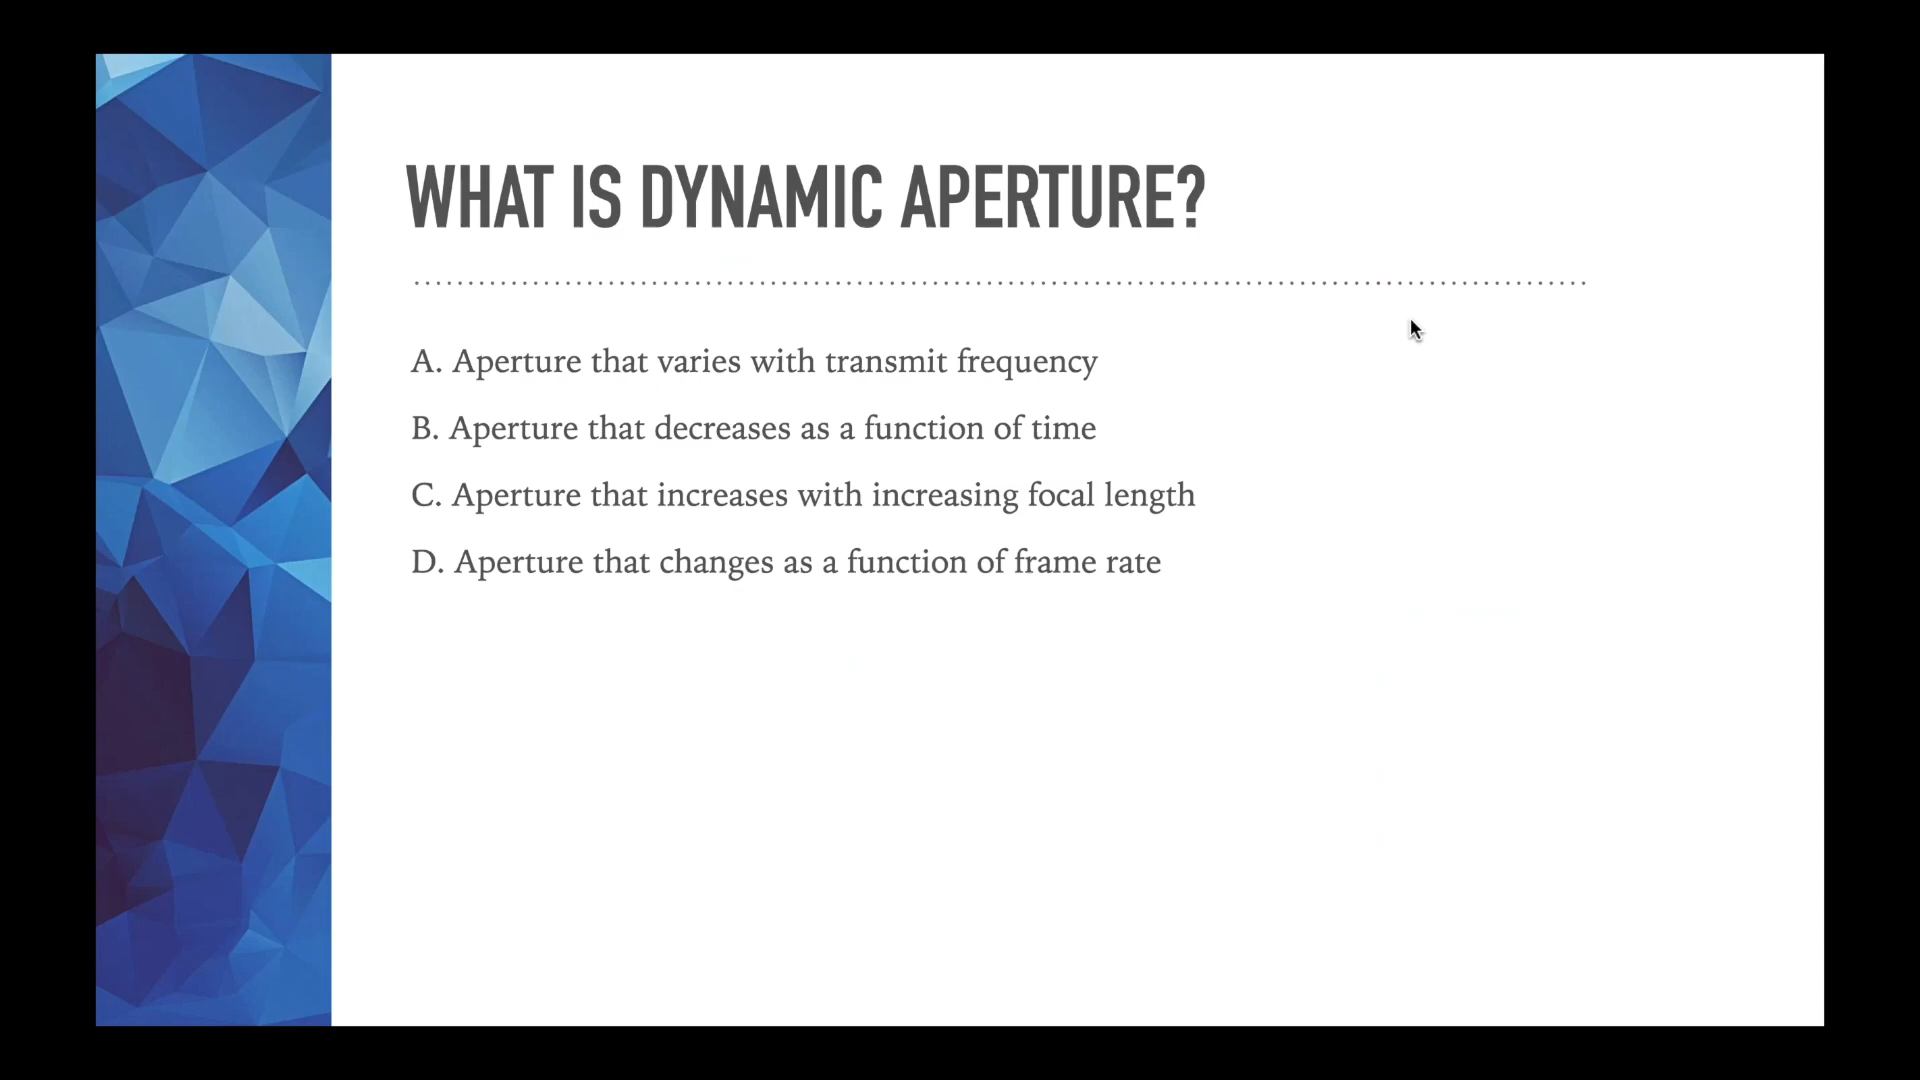 WHAT IS DYNAMIC APERTURE?
A. Aperture that varies with transmit frequency
B. Aperture that decreases as a function of time
C. Aperture that increases with increasing focal length
D. Aperture that changes as a function of frame rate